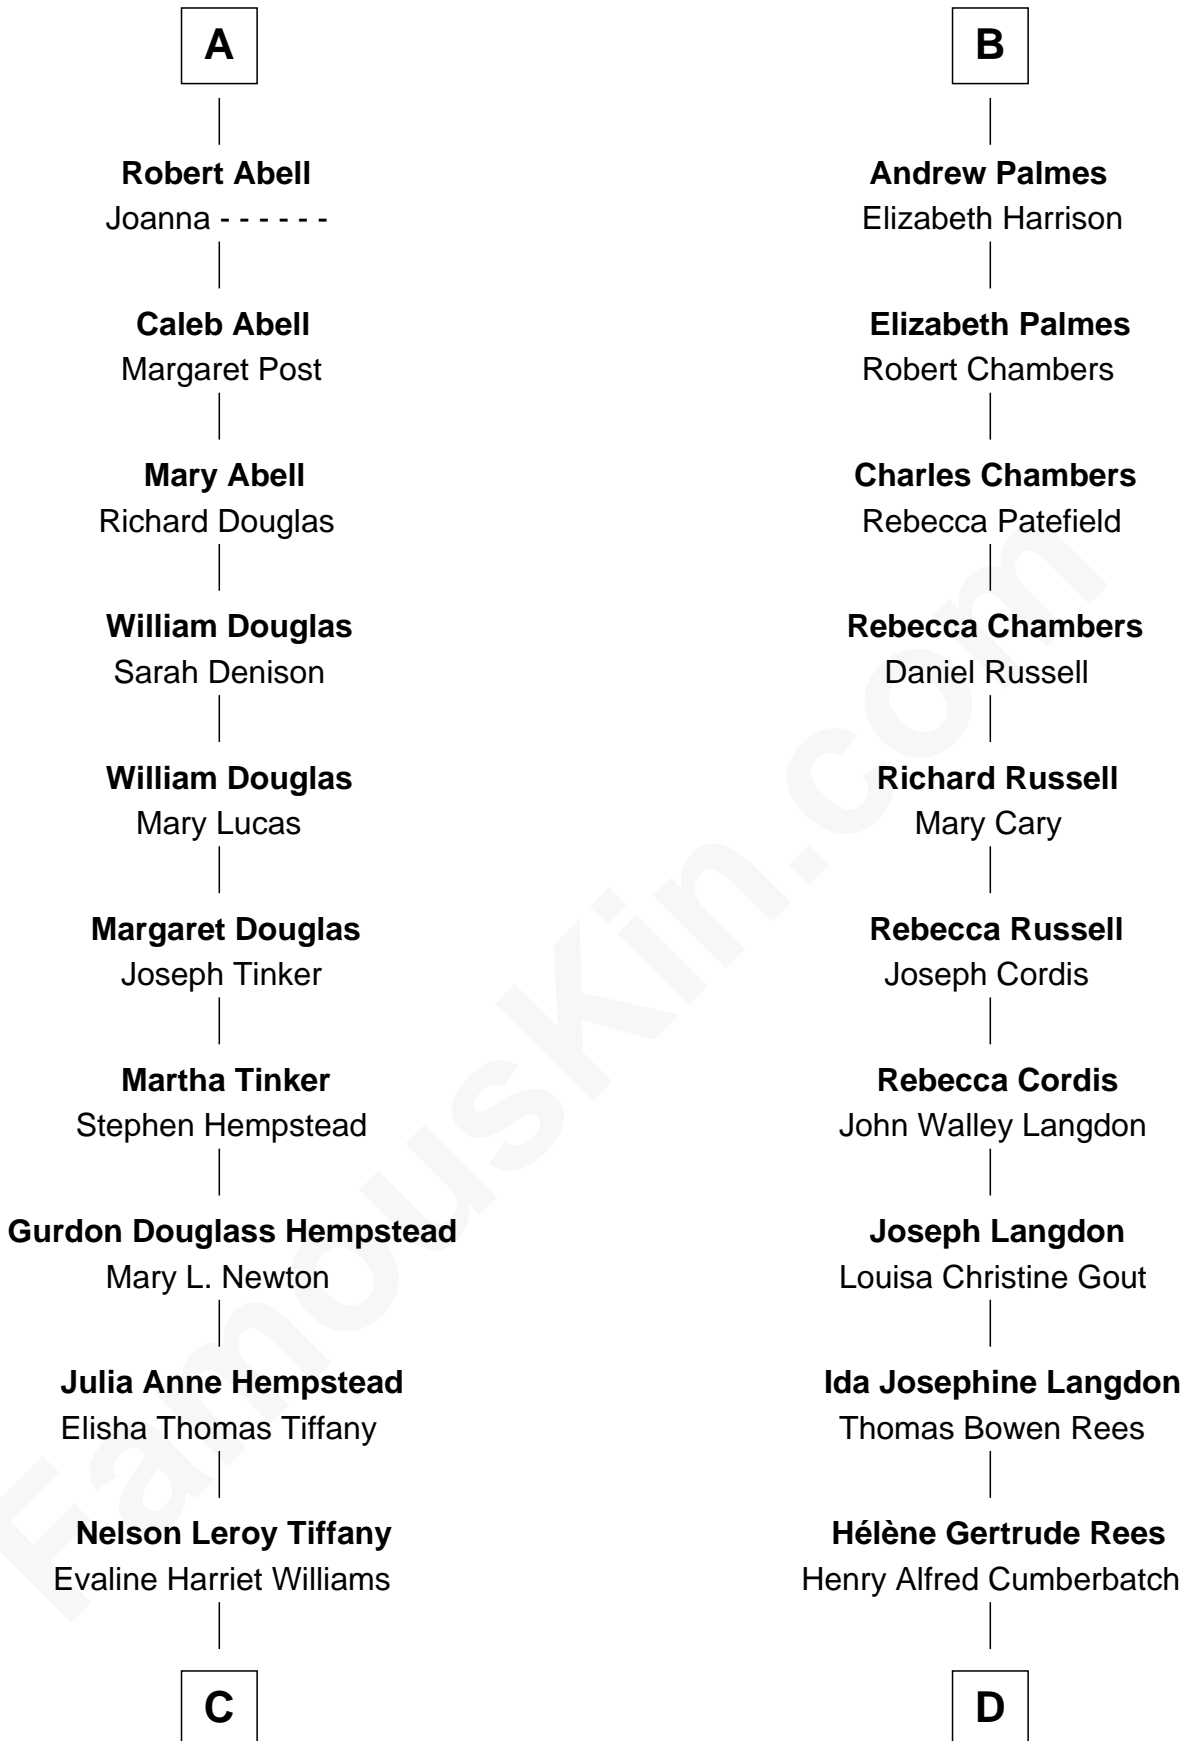 A
Robert Abell
Joanna - - - - - -
Caleb Abell
Margaret Post
Mary Abell
Richard Douglas
William Douglas
Sarah Denison
William Douglas
Mary Lucas
Margaret Douglas
Joseph Tinker
Martha Tinker
Stephen Hempstead
Gurdon Douglass Hempstead
Mary L. Newton
Julia Anne Hempstead
Elisha Thomas Tiffany
Nelson Leroy Tiffany
Evaline Harriet Williams
C
B
Andrew Palmes
Elizabeth Harrison
Elizabeth Palmes
Robert Chambers
Charles Chambers
Rebecca Patefield
Rebecca Chambers
Daniel Russell
Richard Russell
Mary Cary
Rebecca Russell
Joseph Cordis
Rebecca Cordis
John Walley Langdon
Joseph Langdon
Louisa Christine Gout
Ida Josephine Langdon
Thomas Bowen Rees
Hélène Gertrude Rees
Henry Alfred Cumberbatch
D
FamousKin.com